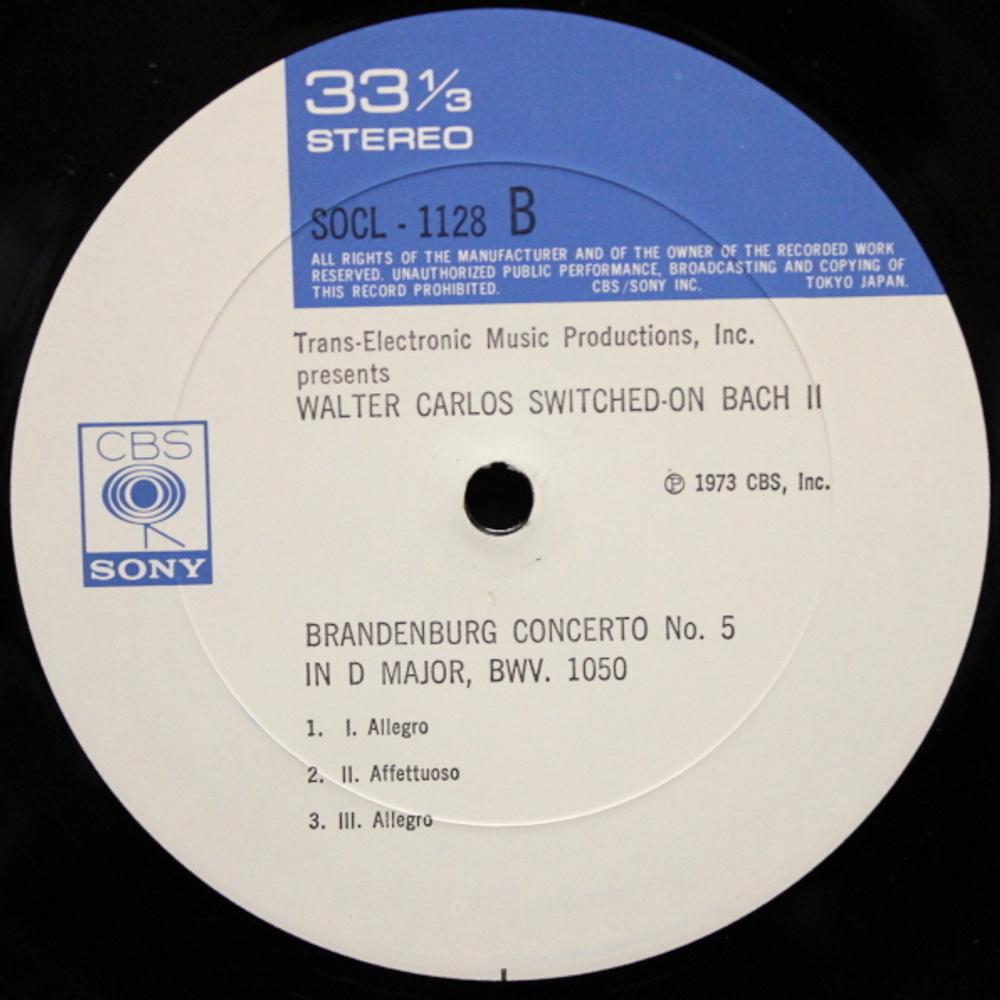 33 1/3
STEREO
SOCL - 1128 B
ALL RIGHTS OF THE MANUFACTURER AND OF THE OWNER OF THE RECORDED WORK
RESERVED. UNAUTHORIZED PUBLIC PERFORMANCE, BROADCASTING AND COPYING OF
THIS RECORD PROHIBITED. CBS/SONY INC. TOKYO JAPAN.
Trans-Electronic Music Productions, Inc.
presents
WALTER CARLOS SWITCHED-ON BACH II
CBS
SONY
℗ 1973 CBS, Inc.
BRANDENBURG CONCERTO No. 5
IN D MAJOR, BWV. 1050
1. I. Allegro
2. II. Affettuoso
3. III. Allegro